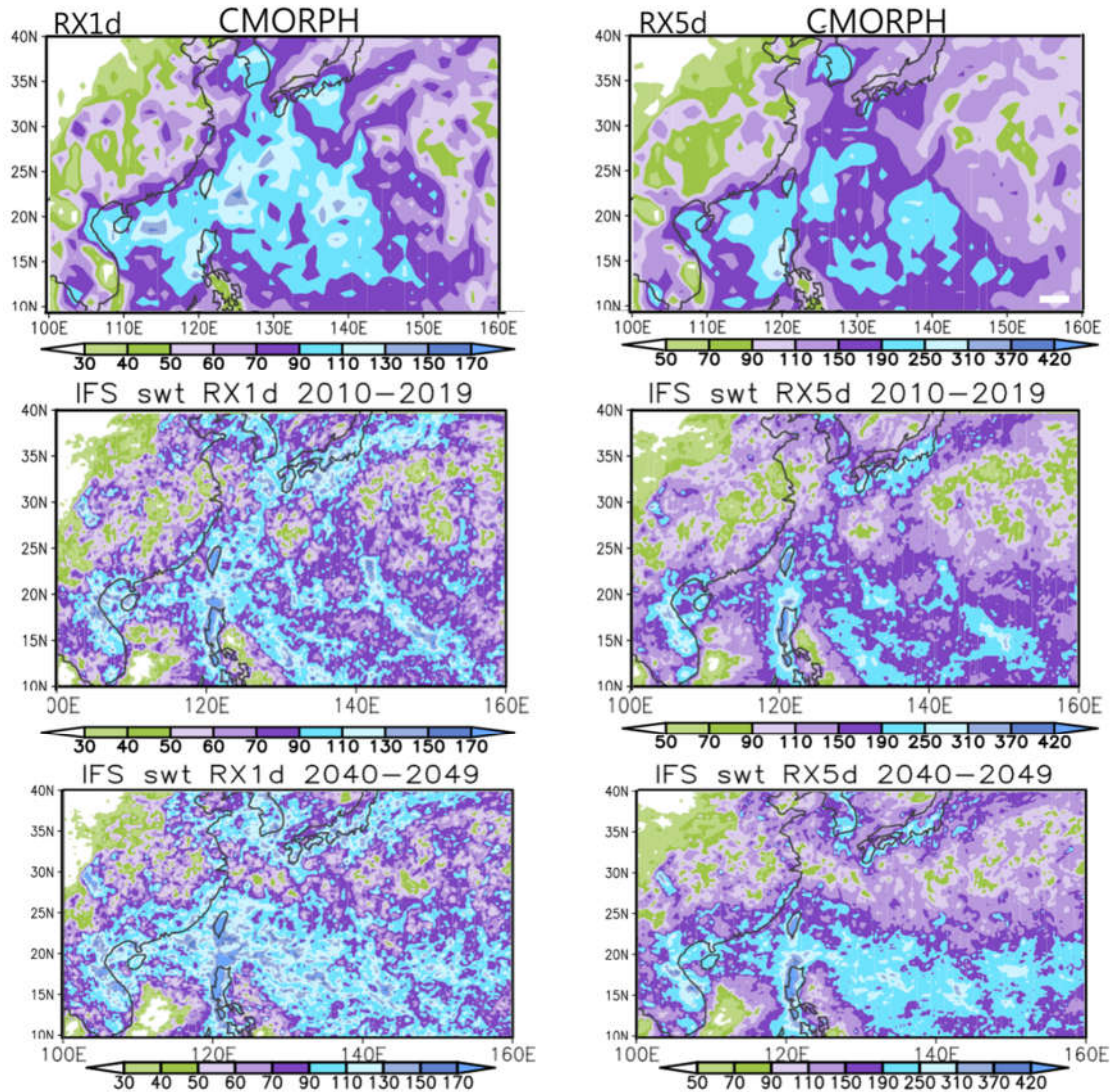 RX1d CMORPH
40N
35N
30N
25N
20N
15N
10N
100E 110E 120E 130E 140E 150E 160E
30 40 50 60 70 90 110 130 150 170
RX5d CMORPH
40N
35N
30N
25N
20N
15N
10N
100E 110E 120E 130E 140E 150E 160E
50 70 90 110 150 190 250 310 370 420
IFS swt RX1d 2010−2019
40N
35N
30N
25N
20N
15N
10N
00E 120E 140E 160E
30 40 50 60 70 90 110 130 150 170
IFS swt RX5d 2010−2019
40N
35N
30N
25N
20N
15N
10N
100E 120E 140E 160E
50 70 90 110 150 190 250 310 370 420
IFS swt RX1d 2040−2049
40N
35N
30N
25N
20N
15N
10N
100E 120E 140E 160E
30 40 50 60 70 90 110 130 150 170
IFS swt RX5d 2040−2049
40N
35N
30N
25N
20N
15N
10N
100E 120E 140E 160E
50 70 90 110 150 190 250 310 370 420